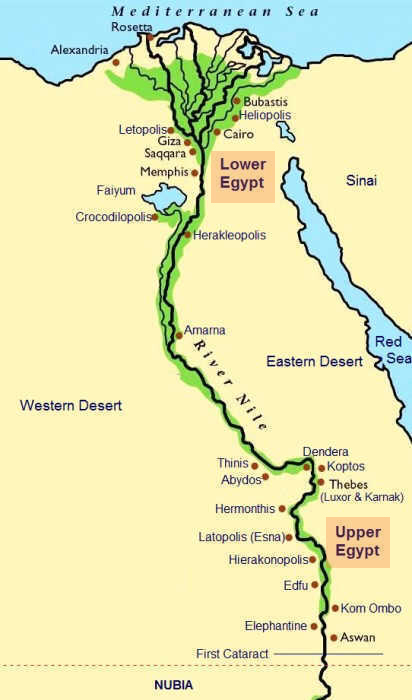 Mediterranean Sea
Rosetta
Alexandria
Bubastis
Heliopolis
Letopolis
Cairo
Giza
Saqqara
Memphis
Lower
Egypt
Sinai
Faiyum
Crocodilopolis
Herakleopolis
Amarna
River Nile
Red
Sea
Eastern Desert
Western Desert
Dendera
Thinis
Koptos
Abydos
Thebes
(Luxor & Karnak)
Hermonthis
Latopolis (Esna)
Upper
Egypt
Hierakonopolis
Edfu
Kom Ombo
Elephantine
Aswan
First Cataract
NUBIA